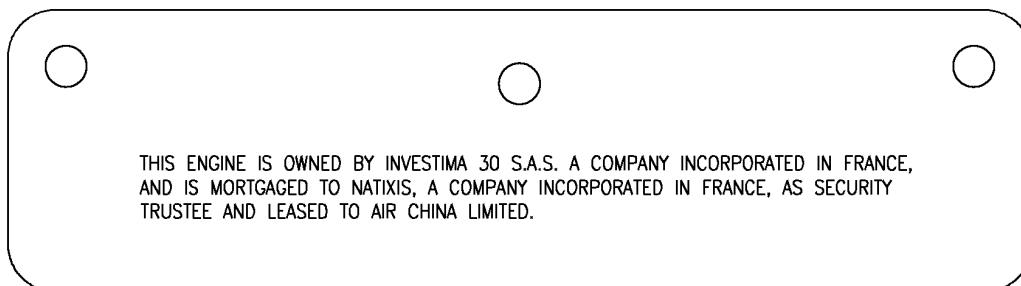 THIS ENGINE IS OWNED BY INVESTIMA 30 S.A.S. A COMPANY INCORPORATED IN FRANCE,
AND IS MORTGAGED TO NATIXIS, A COMPANY INCORPORATED IN FRANCE, AS SECURITY
TRUSTEE AND LEASED TO AIR CHINA LIMITED.